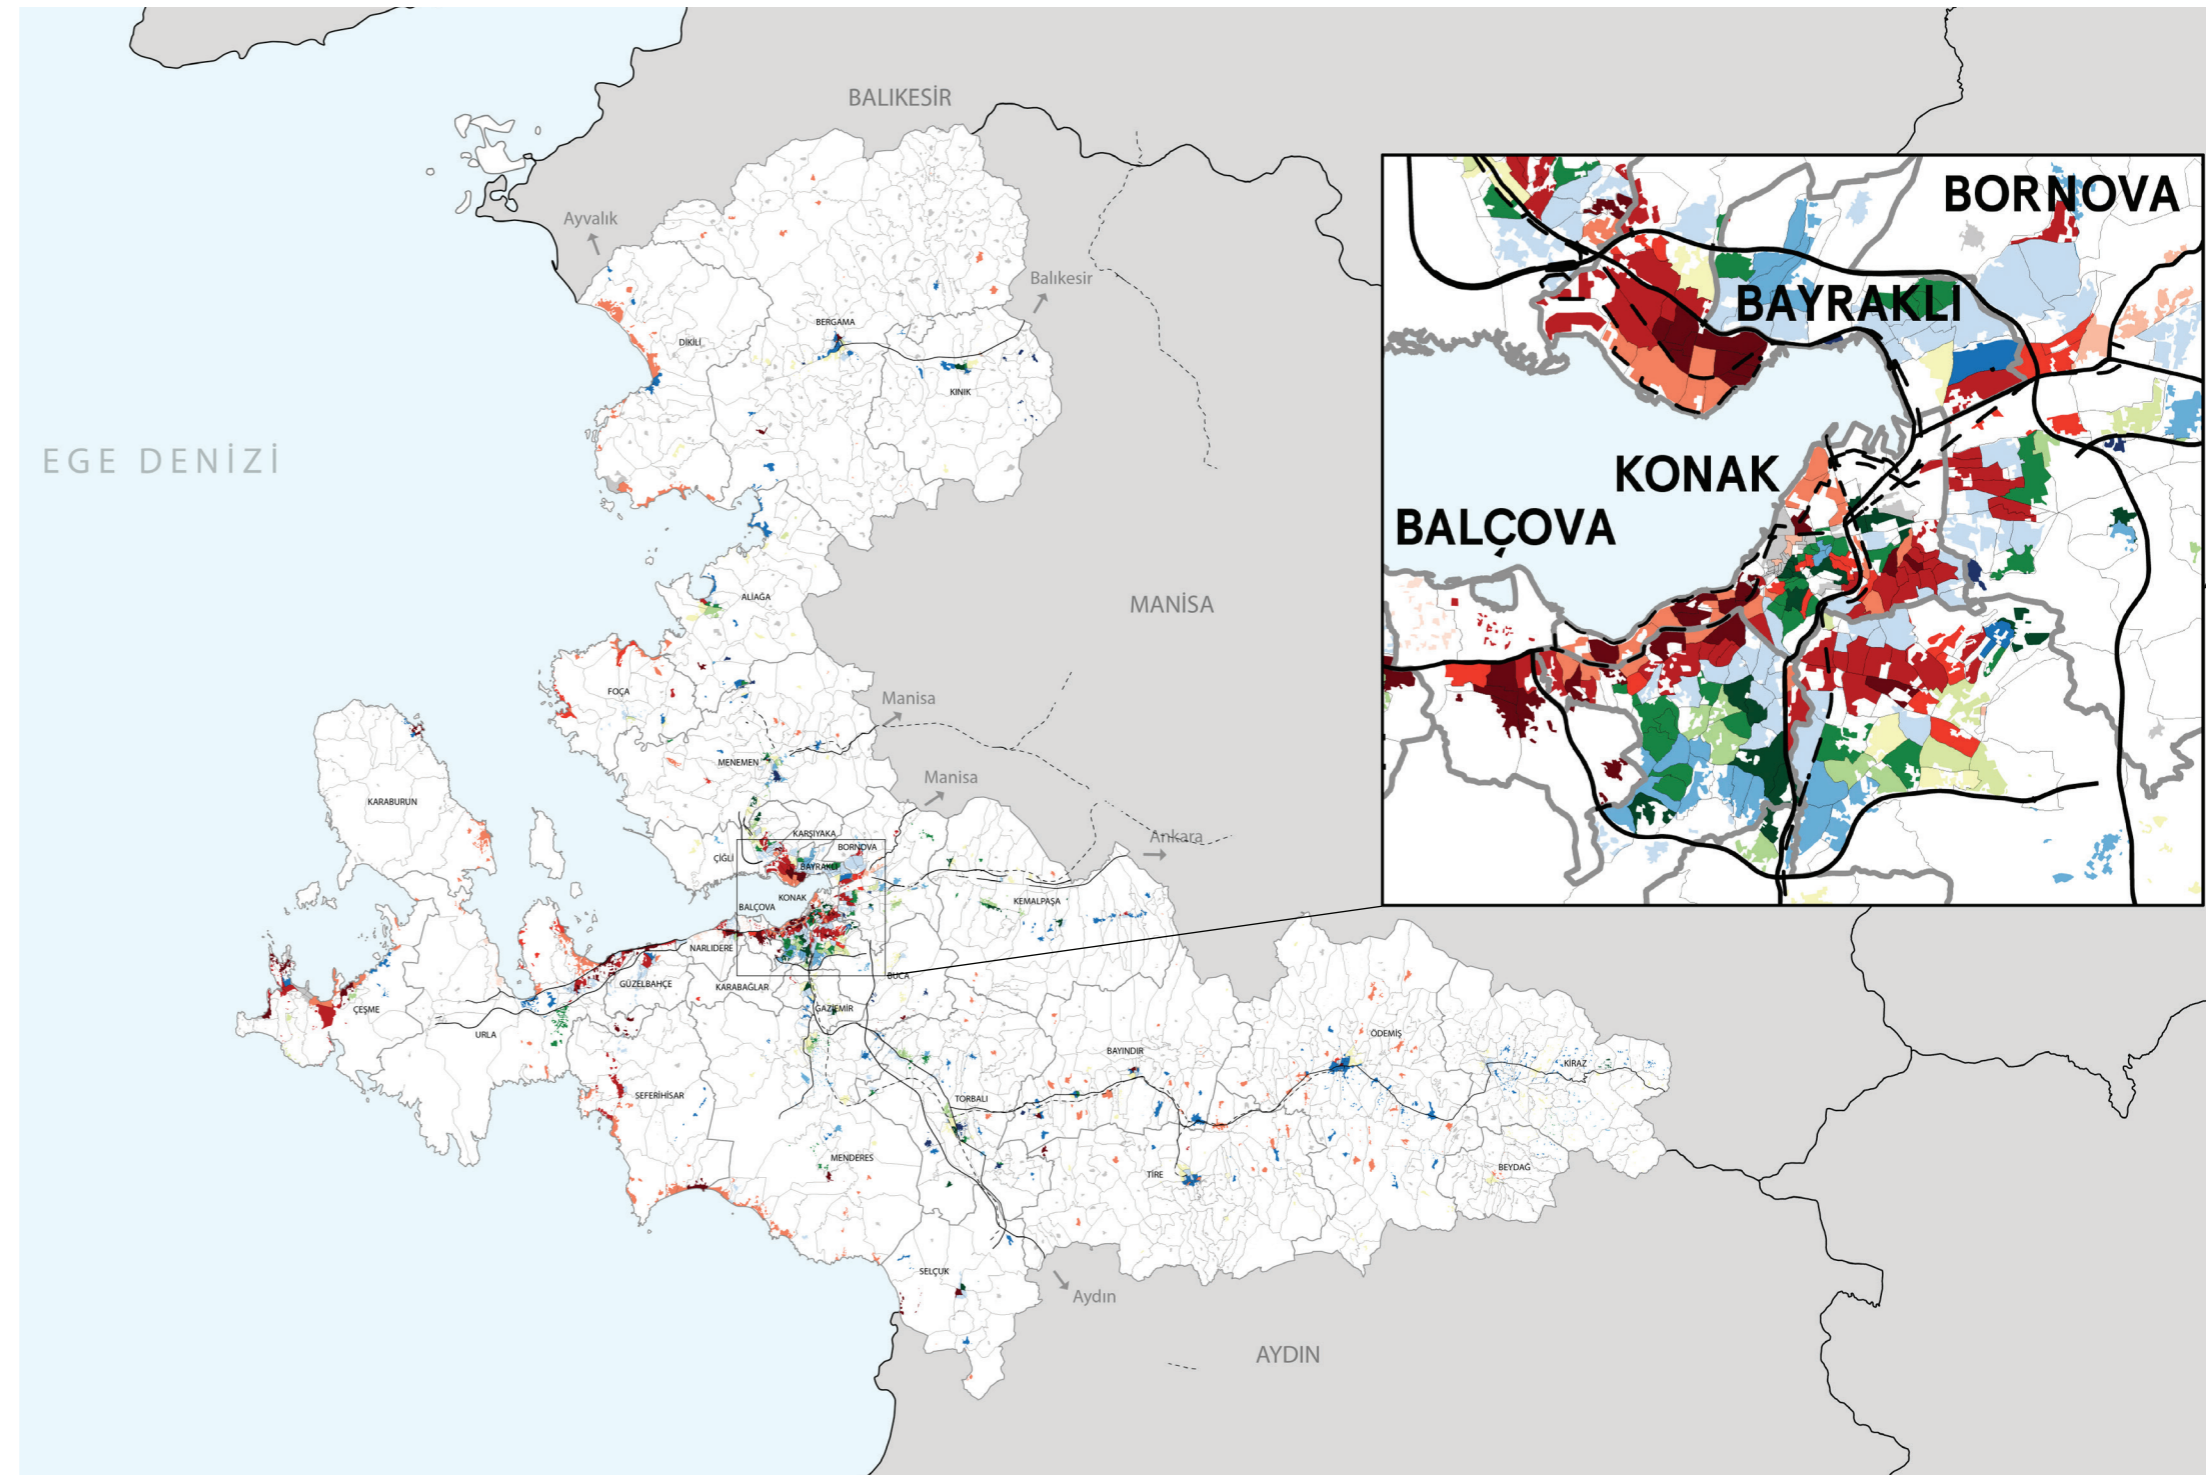 BALIKESİR
Ayvalık
Balıkesir
BERGAMA
DİKİLİ
KINIK
EGE DENİZİ
ALİAĞA
MANİSA
FOÇA
Manisa
MENEMEN
Manisa
KARABURUN
KARŞIYAKA
Ankara
ÇİĞLİ
BORNOVA
BAYRAKLI
KONAK
KEMALPAŞA
BALÇOVA
NARLIDERE
BUCA
GÜZELBAHÇE
KARABAĞLAR
ÇEŞME
GAZİEMİR
URLA
ÖDEMİŞ
BAYINDIR
KİRAZ
SEFERİHİSAR
TORBALI
MENDERES
TİRE
BEYDAĞ
SELÇUK
Aydın
AYDIN
BORNOVA
BAYRAKLI
KONAK
BALÇOVA